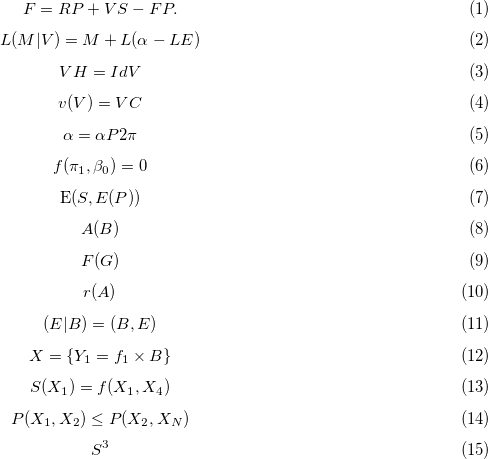 F = RP + VS − FP. (1)
L(M|V) = M + L(α − LE) (2)
VH = IdV (3)
v(V) = VC (4)
α = αP2π (5)
f(π₁, β₀) = 0 (6)
E(S, E(P)) (7)
A(B) (8)
F(G) (9)
r(A) (10)
(E|B) = (B, E) (11)
X = {Y₁ = f₁ × B} (12)
S(X₁) = f(X₁, X₄) (13)
P(X₁, X₂) ≤ P(X₂, X_N) (14)
S³ (15)